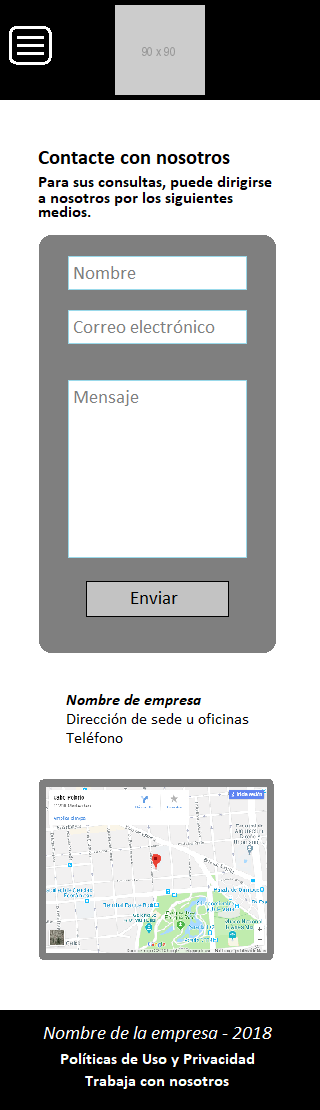 90 x 90
Contacte con nosotros
Para sus consultas, puede dirigirse
a nosotros por los siguientes
medios.
Nombre
Correo electrónico
Mensaje
Enviar
Nombre de empresa
Dirección de sede u oficinas
Teléfono
Google
Nombre de la empresa - 2018
Políticas de Uso y Privacidad
Trabaja con nosotros